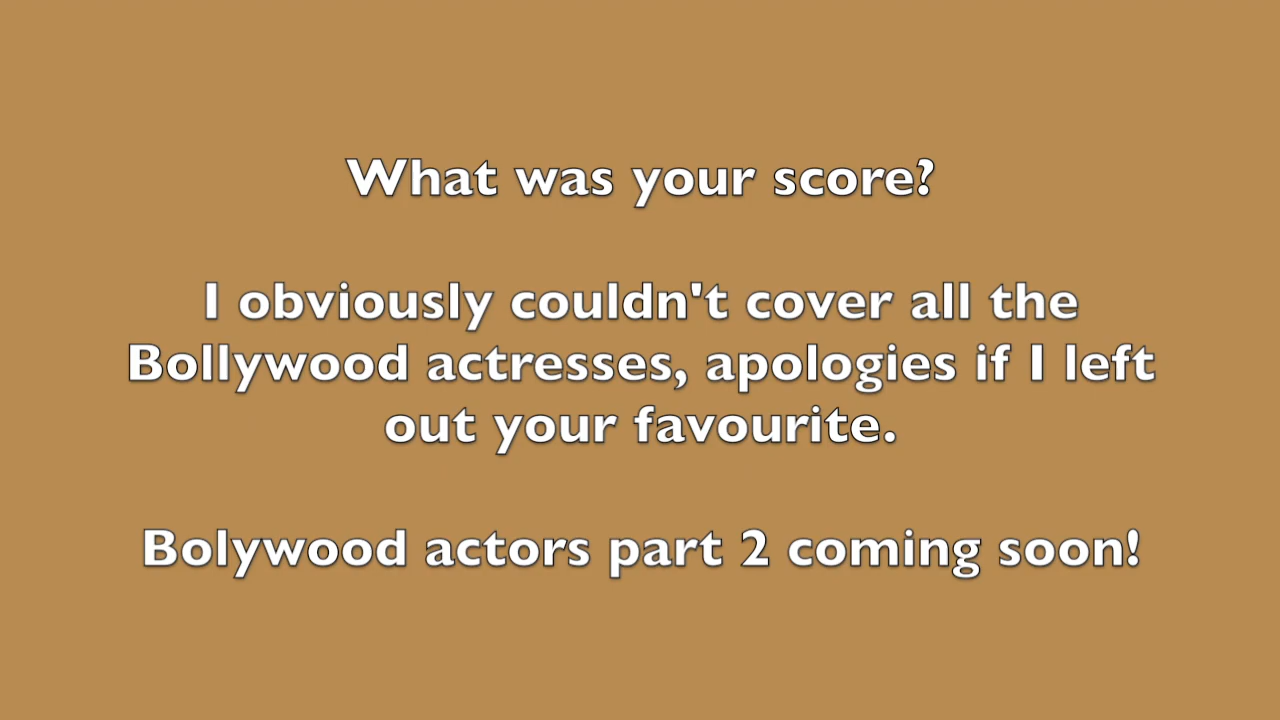 What was your score?
I obviously couldn't cover all the
Bollywood actresses, apologies if I left
out your favourite.
Bolywood actors part 2 coming soon!